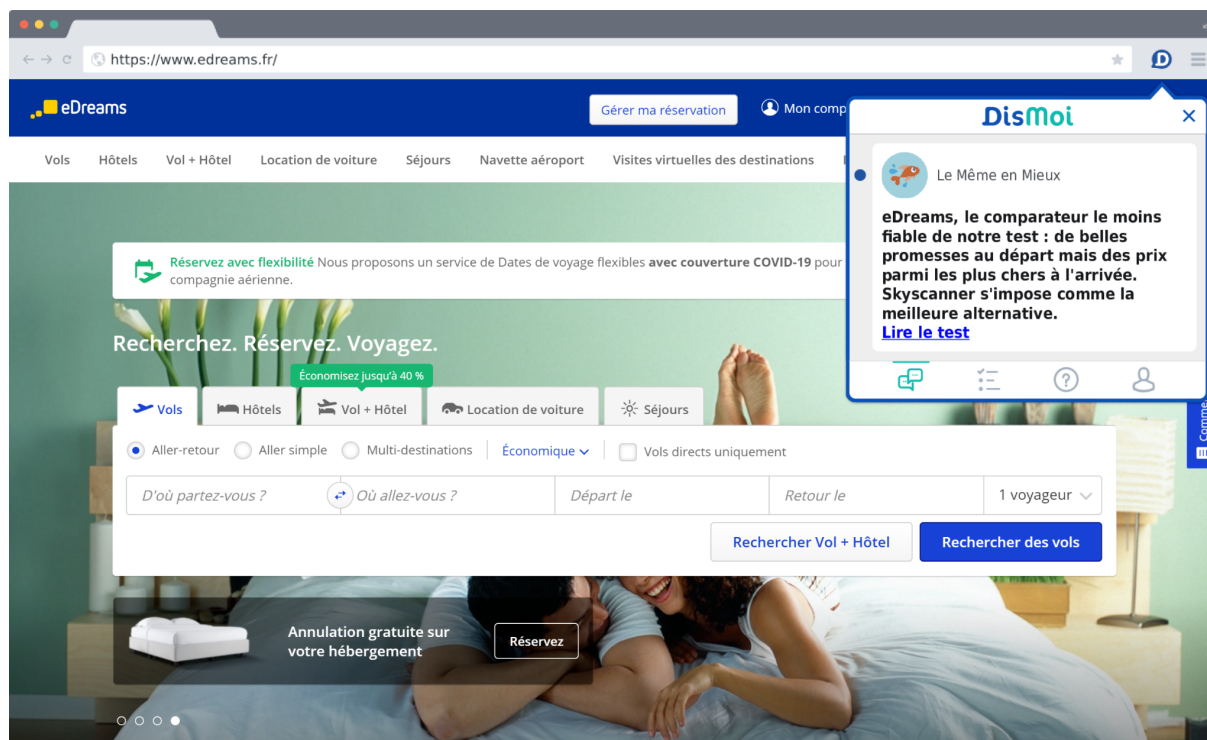 https://www.edreams.fr/
eDreams
Gérer ma réservation
Mon comp
Vols Hôtels Vol + Hôtel Location de voiture Séjours Navette aéroport Visites virtuelles des destinations
Réservez avec flexibilité Nous proposons un service de Dates de voyage flexibles avec couverture COVID-19 pour
compagnie aérienne.
Recherchez. Réservez. Voyagez.
Économisez jusqu'à 40 %
Vols Hôtels Vol + Hôtel Location de voiture Séjours
Aller-retour Aller simple Multi-destinations Économique Vols directs uniquement
D'où partez-vous ? Où allez-vous ? Départ le Retour le 1 voyageur
Rechercher Vol + Hôtel Rechercher des vols
Annulation gratuite sur
votre hébergement
Réservez
DisMoi
Le Même en Mieux
eDreams, le comparateur le moins
fiable de notre test : de belles
promesses au départ mais des prix
parmi les plus chers à l'arrivée.
Skyscanner s'impose comme la
meilleure alternative.
Lire le test